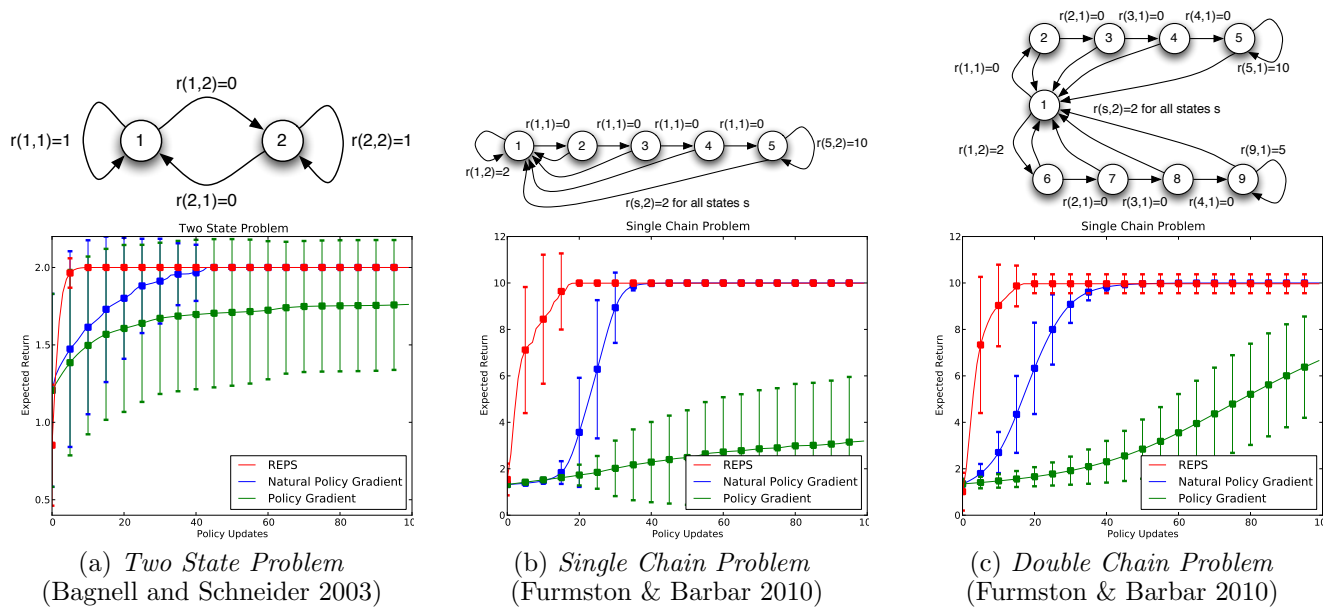 r(1,2)=0
r(1,1)=1
1
2
r(2,2)=1
r(2,1)=0
Two State Problem
Expected Return
2.0
1.5
1.0
0.5
0
20
40
60
80
10
Policy Updates
REPS
Natural Policy Gradient
Policy Gradient
(a) Two State Problem
(Bagnell and Schneider 2003)
r(1,1)=0
r(1,1)=0
r(1,1)=0
r(1,1)=0
1
2
3
4
5
r(1,2)=2
r(5,2)=10
r(s,2)=2 for all states s
Single Chain Problem
Expected Return
12
10
8
6
4
2
0
0
20
40
60
80
10
Policy Updates
REPS
Natural Policy Gradient
Policy Gradient
(b) Single Chain Problem
(Furmston & Barbar 2010)
r(2,1)=0
r(3,1)=0
r(4,1)=0
2
3
4
5
r(1,1)=0
r(5,1)=10
1
r(s,2)=2 for all states s
r(1,2)=2
r(9,1)=5
6
7
8
9
r(2,1)=0
r(3,1)=0
r(4,1)=0
Single Chain Problem
Expected Return
12
10
8
6
4
2
0
0
20
40
60
80
100
Policy Updates
REPS
Natural Policy Gradient
Policy Gradient
(c) Double Chain Problem
(Furmston & Barbar 2010)